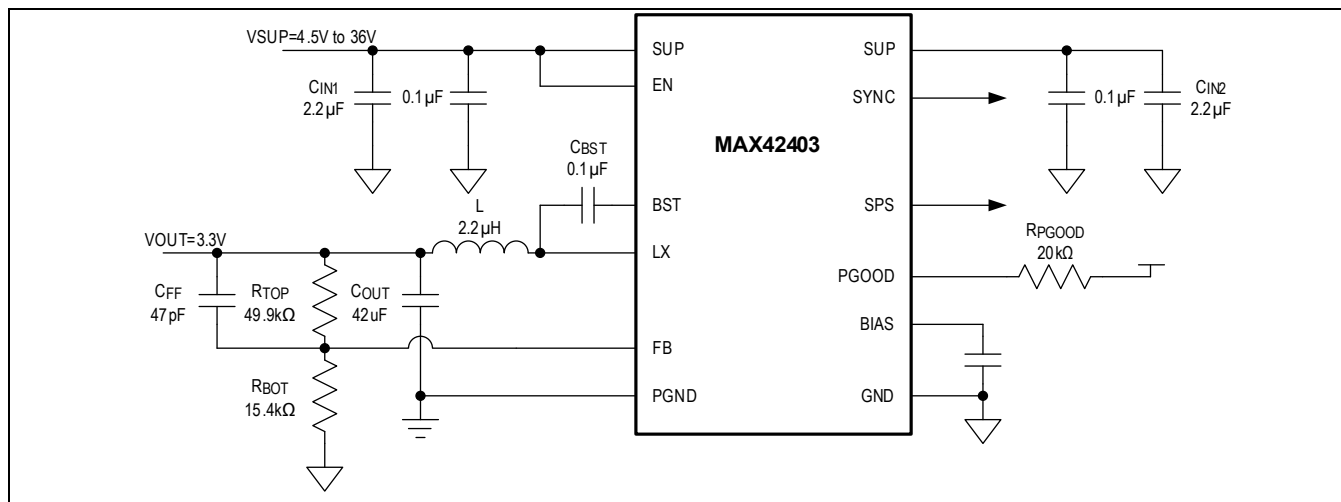 VSUP=4.5V to 36V
CIN1
2.2µF
0.1µF
SUP
EN
CBST
0.1µF
BST
L
2.2µH
LX
VOUT=3.3V
CFF
47pF
RTOP
49.9kΩ
COUT
42uF
FB
RBOT
15.4kΩ
PGND
MAX42403
SUP
SYNC
0.1µF
CIN2
2.2µF
SPS
RPGOOD
20kΩ
PGOOD
BIAS
GND